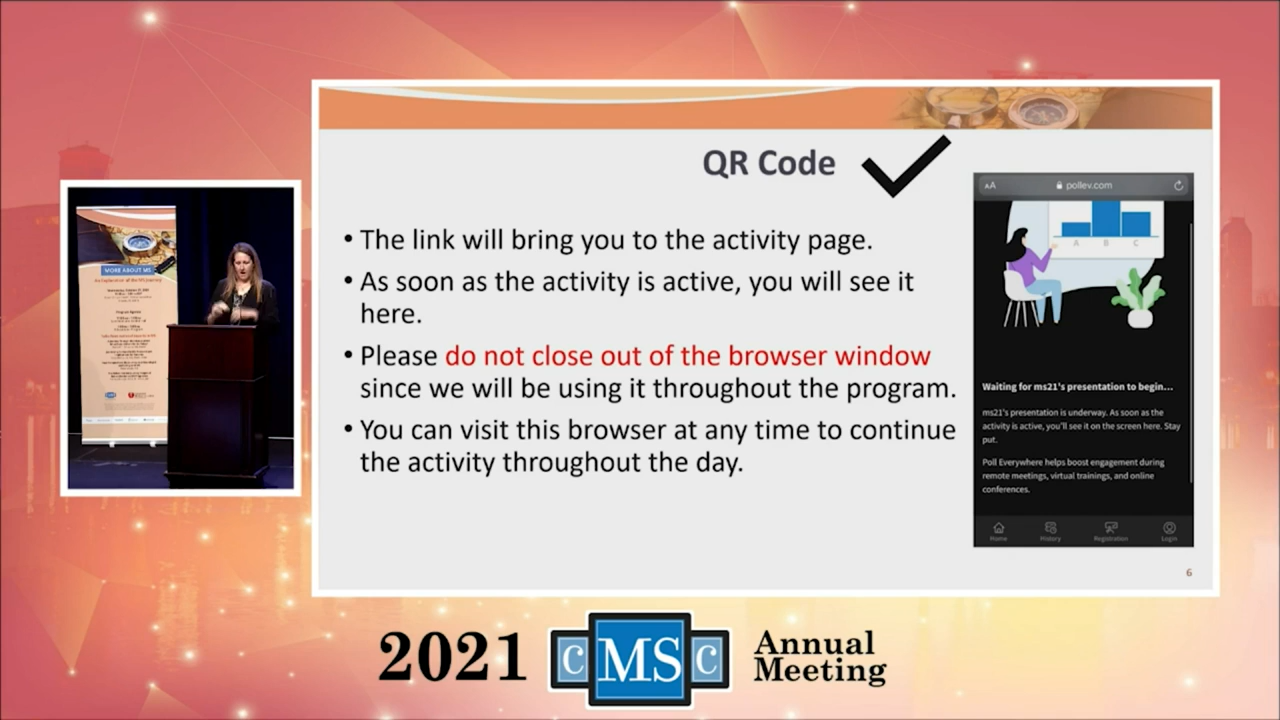 QR Code
• The link will bring you to the activity page.
• As soon as the activity is active, you will see it
here.
• Please do not close out of the browser window
since we will be using it throughout the program.
• You can visit this browser at any time to continue
the activity throughout the day.
AA pollev.com
A B C
Waiting for ms21's presentation to begin...
ms21's presentation is underway. As soon as the
activity is active, you'll see it on the screen here. Stay
put.
Poll Everywhere helps boost engagement during
remote meetings, virtual trainings, and online
conferences.
Home History Registration Login
6
MORE ABOUT MS
2021 CMSC Annual
Meeting